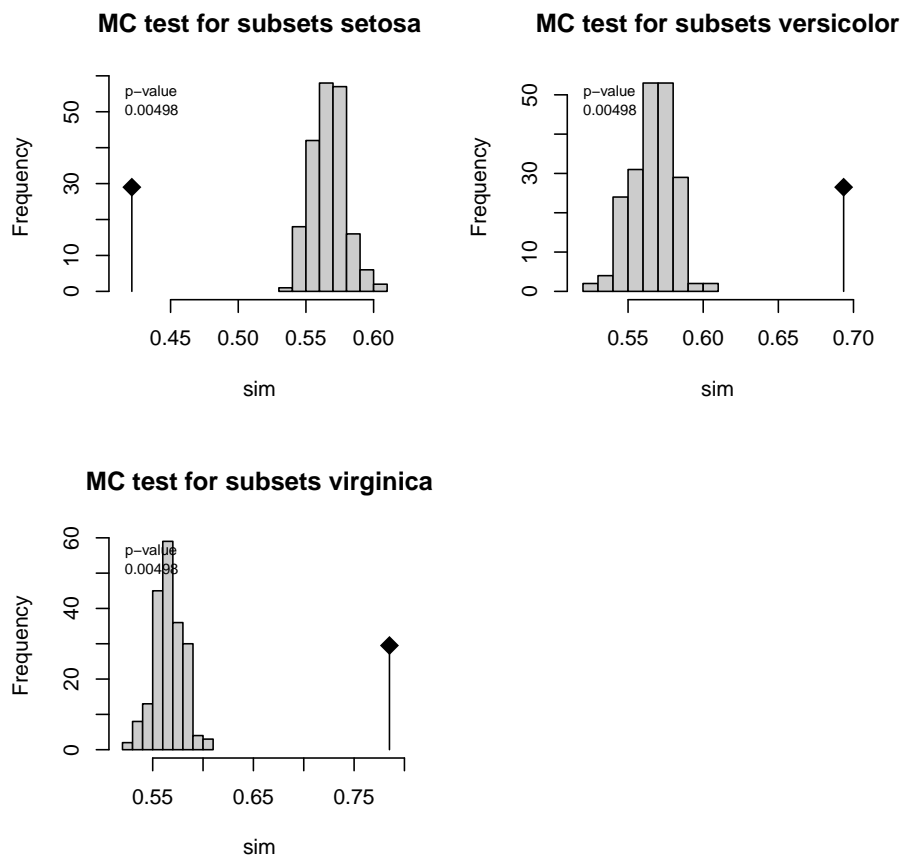 MC test for subsets setosa
p−value
0.00498
Frequency
0
10
30
50
0.45
0.50
0.55
0.60
sim
MC test for subsets versicolor
p−value
0.00498
Frequency
0
10
30
50
0.55
0.60
0.65
0.70
sim
MC test for subsets virginica
p−value
0.00498
Frequency
0
20
40
60
0.55
0.65
0.75
sim